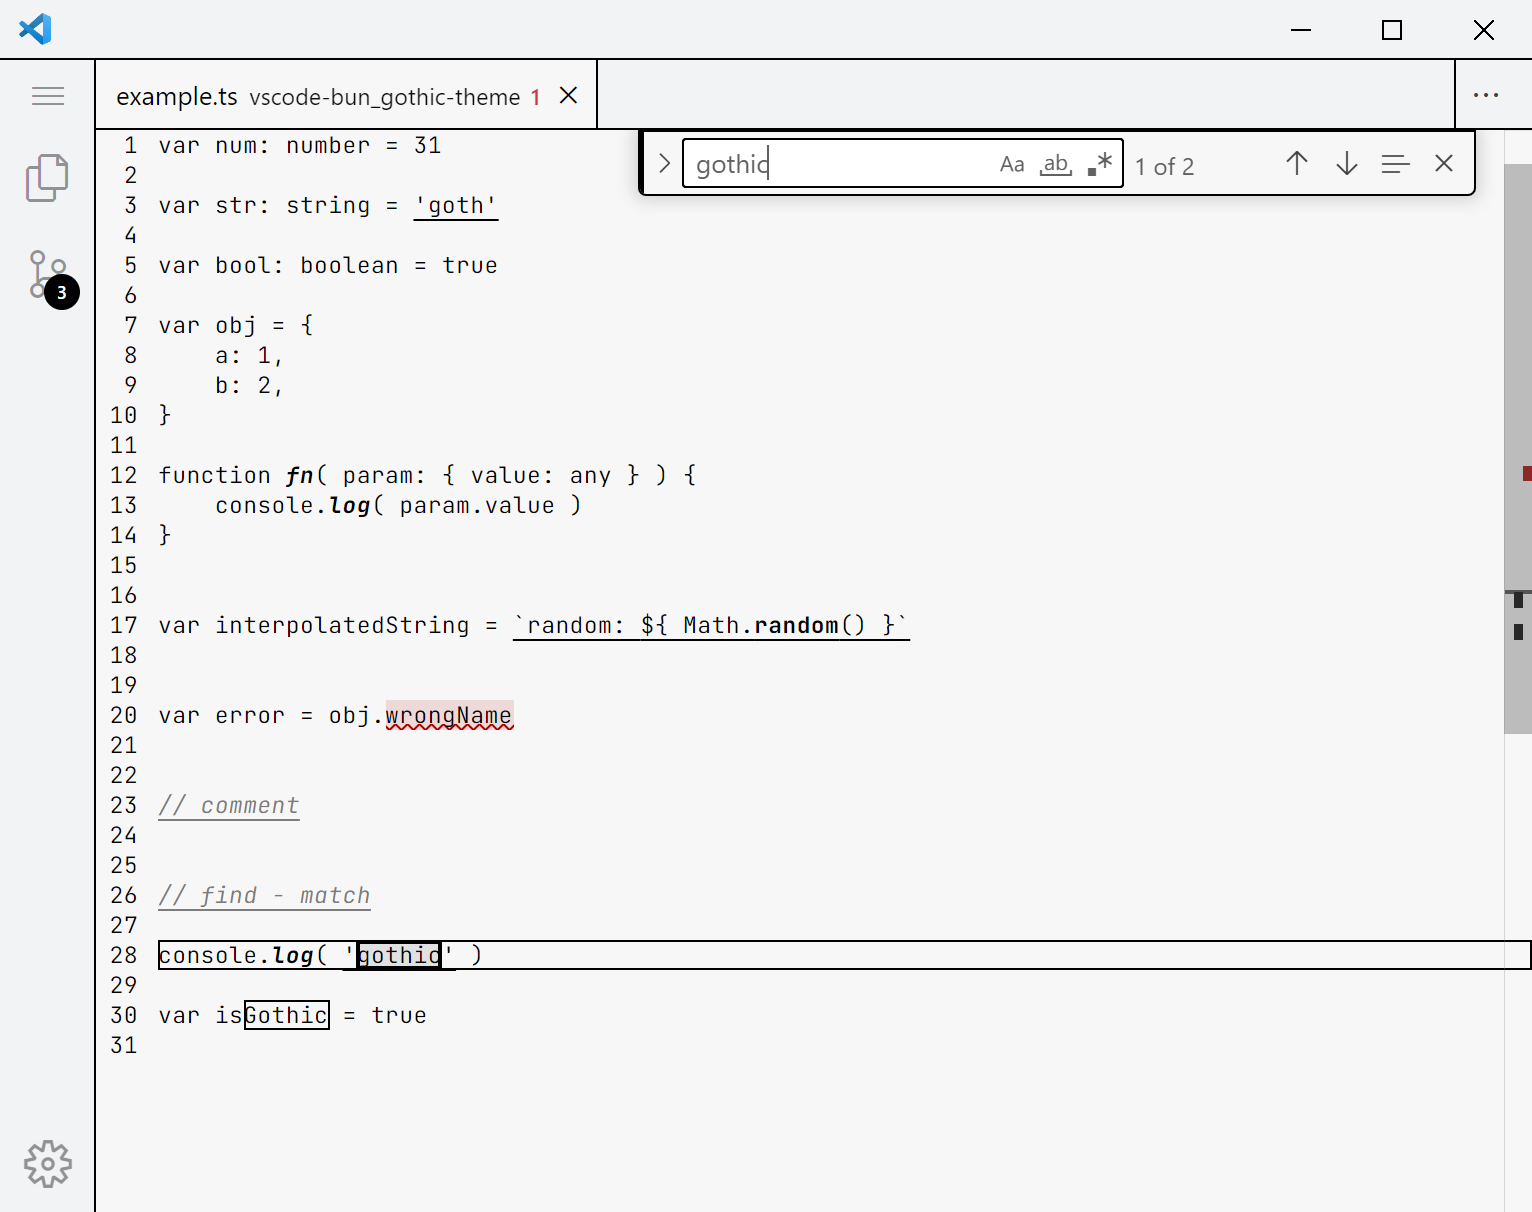 example.ts vscode-bun_gothic-theme 1
gothic Aa ab .* 1 of 2
3
1 var num: number = 31
2
3 var str: string = 'goth'
4
5 var bool: boolean = true
6
7 var obj = {
8     a: 1,
9     b: 2,
10 }
11
12 function fn( param: { value: any } ) {
13     console.log( param.value )
14 }
15
16
17 var interpolatedString = `random: ${ Math.random() }`
18
19
20 var error = obj.wrongName
21
22
23 // comment
24
25
26 // find - match
27
28 console.log( 'gothic' )
29
30 var isGothic = true
31